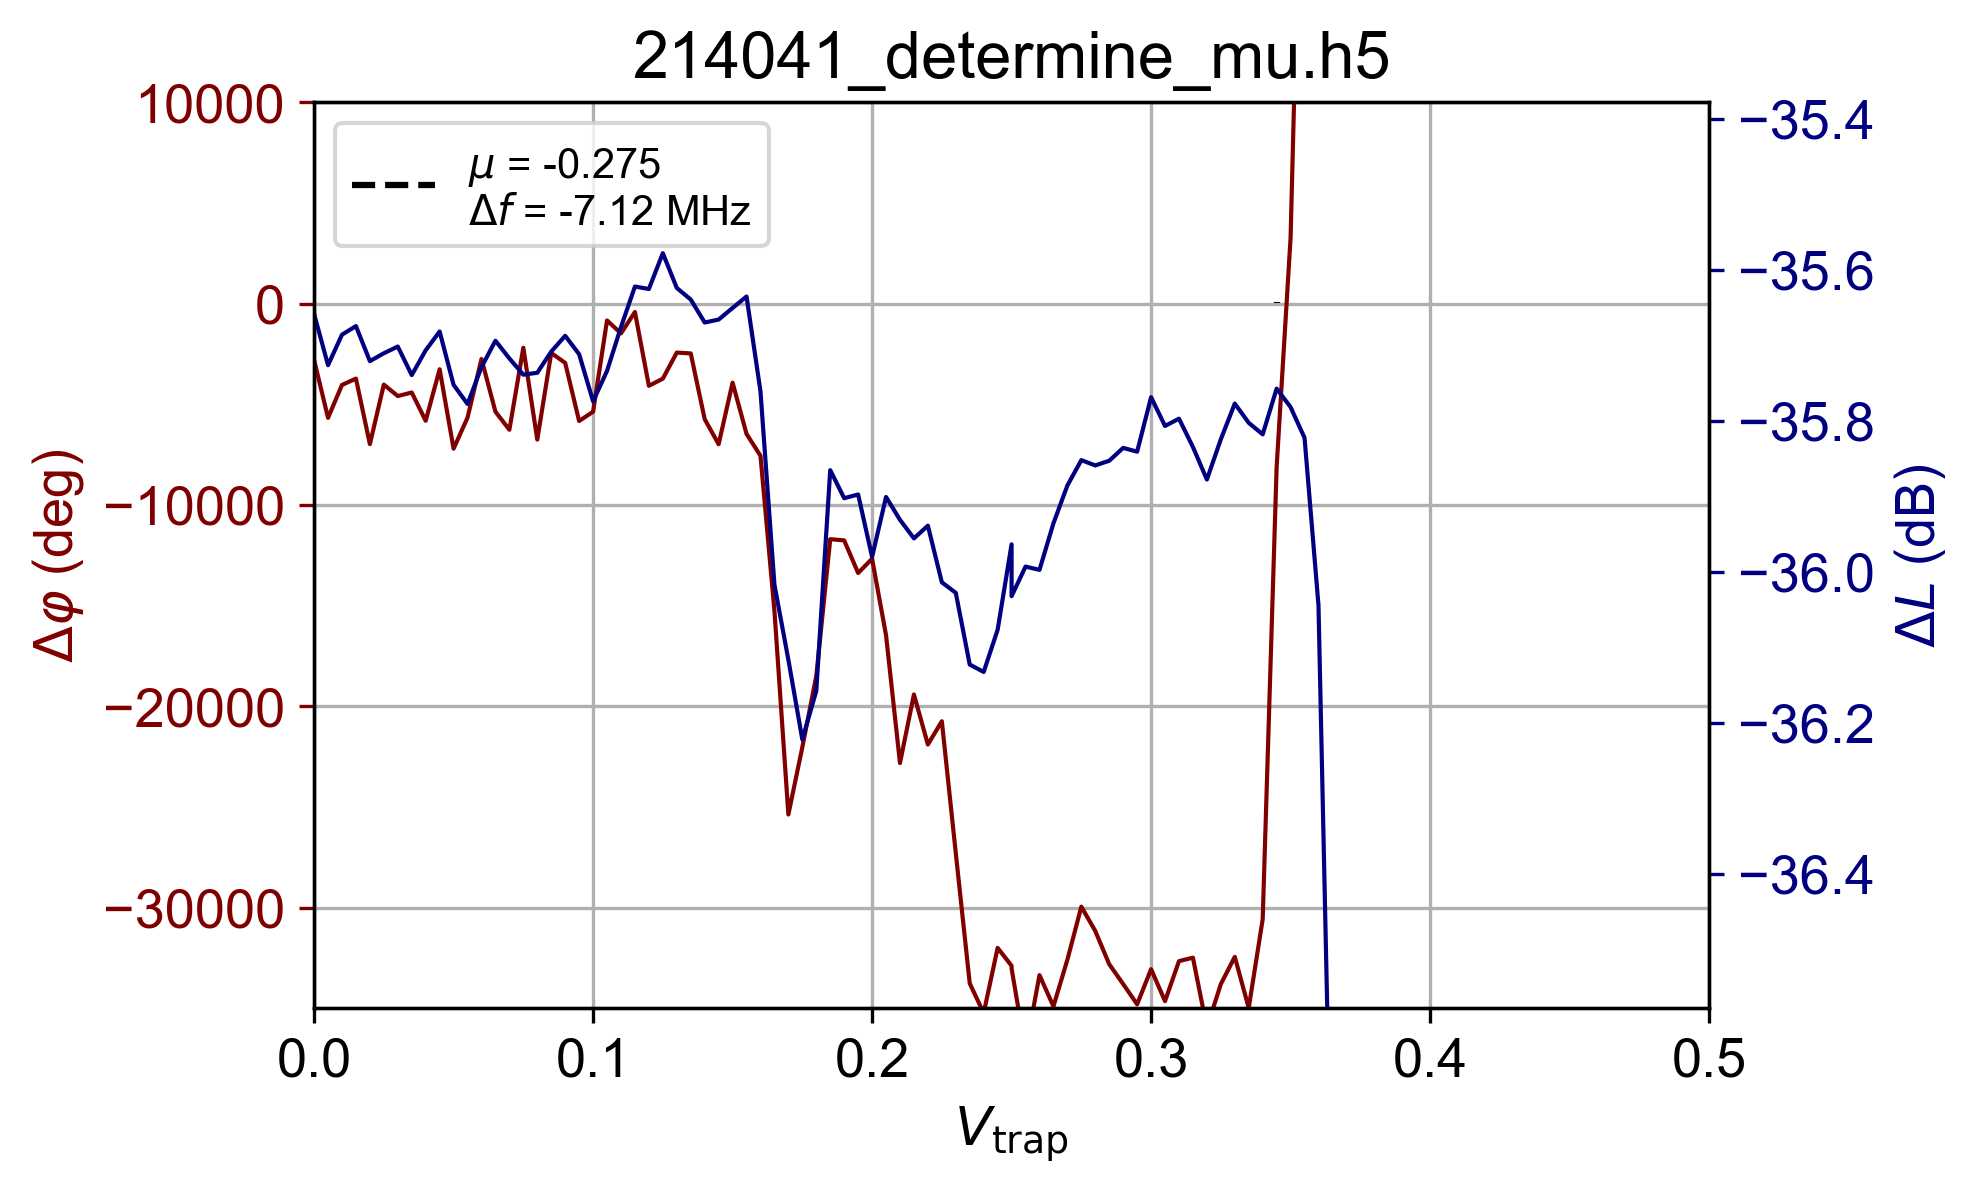 214041_determine_mu.h5
10000
0
−10000
−20000
−30000
Δφ (deg)
μ = -0.275
Δf = -7.12 MHz
−35.4
−35.6
−35.8
−36.0
−36.2
−36.4
ΔL (dB)
0.0 0.1 0.2 0.3 0.4 0.5
Vtrap